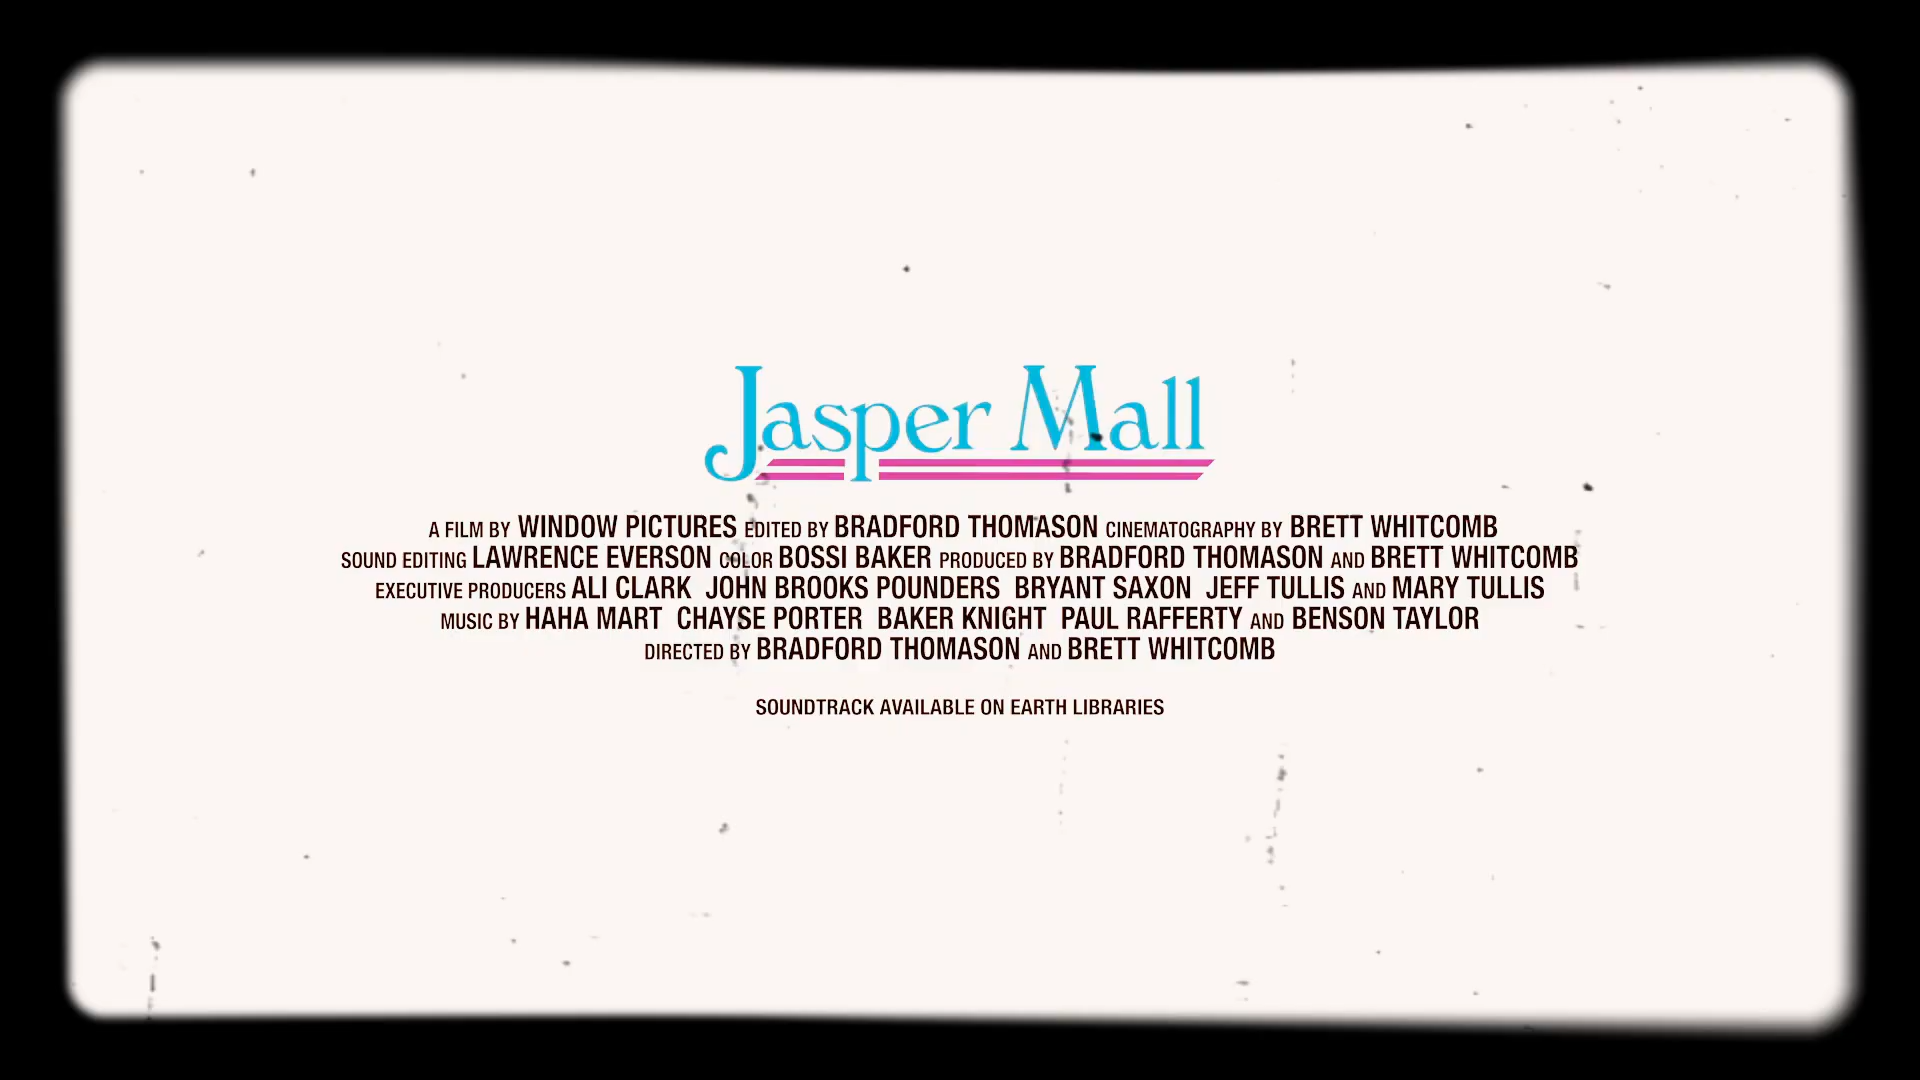 Jasper Mall
A FILM BY WINDOW PICTURES EDITED BY BRADFORD THOMASON CINEMATOGRAPHY BY BRETT WHITCOMB
SOUND EDITING LAWRENCE EVERSON COLOR BOSSI BAKER PRODUCED BY BRADFORD THOMASON AND BRETT WHITCOMB
EXECUTIVE PRODUCERS ALI CLARK JOHN BROOKS POUNDERS BRYANT SAXON JEFF TULLIS AND MARY TULLIS
MUSIC BY HAHA MART CHAYSE PORTER BAKER KNIGHT PAUL RAFFERTY AND BENSON TAYLOR
DIRECTED BY BRADFORD THOMASON AND BRETT WHITCOMB
SOUNDTRACK AVAILABLE ON EARTH LIBRARIES